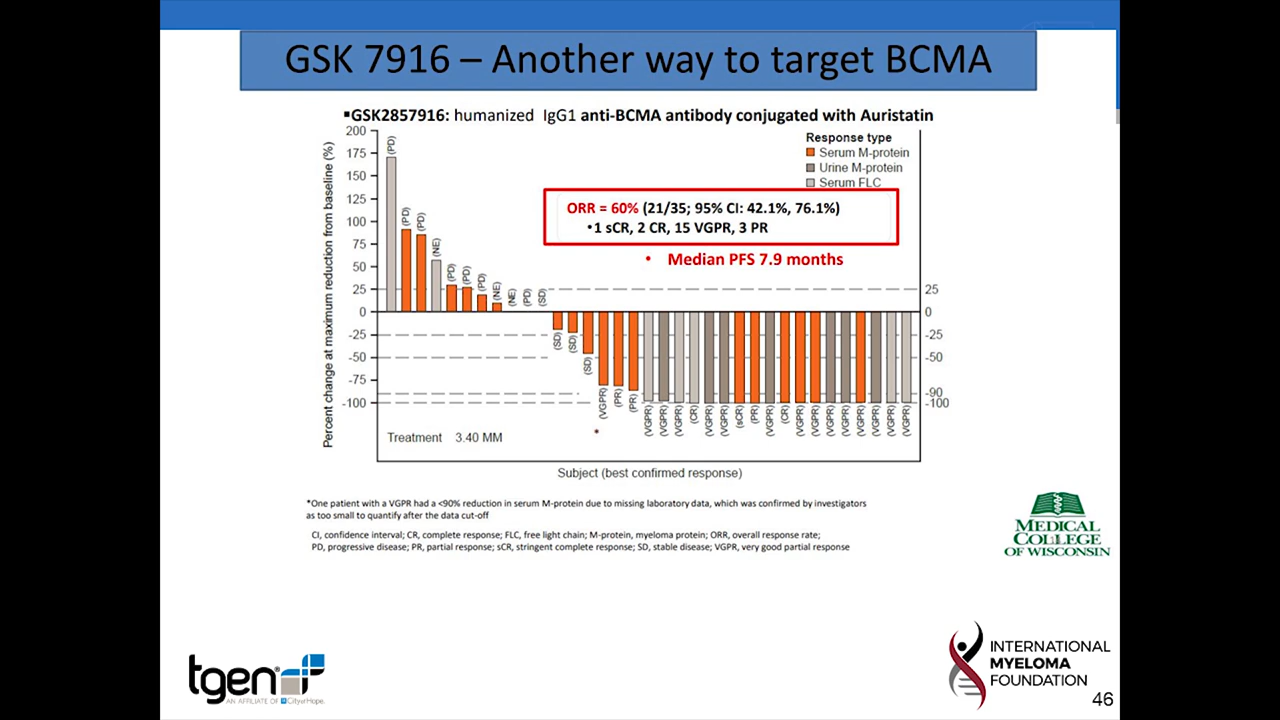 GSK 7916 – Another way to target BCMA
▪GSK2857916: humanized IgG1 anti-BCMA antibody conjugated with Auristatin
Response type
Serum M-protein
Urine M-protein
Serum FLC
ORR = 60% (21/35; 95% CI: 42.1%, 76.1%)
•1 sCR, 2 CR, 15 VGPR, 3 PR
• Median PFS 7.9 months
Percent change at maximum reduction from baseline (%)
200
175
150
125
100
75
50
25
0
-25
-50
-75
-100
25
0
-25
-50
-90
-100
(PD)
(PD)
(PD)
(NE)
(PD)
(PD)
(PD)
(NE)
(NE)
(PD)
(SD)
(SD)
(SD)
(SD)
(VGPR)
(PR)
(PR)
(VGPR)
(VGPR)
(VGPR)
(CR)
(VGPR)
(VGPR)
(sCR)
(PR)
(VGPR)
(CR)
(VGPR)
(VGPR)
(VGPR)
(VGPR)
(VGPR)
(VGPR)
(VGPR)
(VGPR)
*
Treatment 3.40 MM
Subject (best confirmed response)
*One patient with a VGPR had a <90% reduction in serum M-protein due to missing laboratory data, which was confirmed by investigators
as too small to quantify after the data cut-off
CI, confidence interval; CR, complete response; FLC, free light chain; M-protein, myeloma protein; ORR, overall response rate;
PD, progressive disease; PR, partial response; sCR, stringent complete response; SD, stable disease; VGPR, very good partial response
MEDICAL
COLLEGE
OF WISCONSIN
tgen®
AN AFFILIATE OF City of Hope.
INTERNATIONAL
MYELOMA
FOUNDATION
46